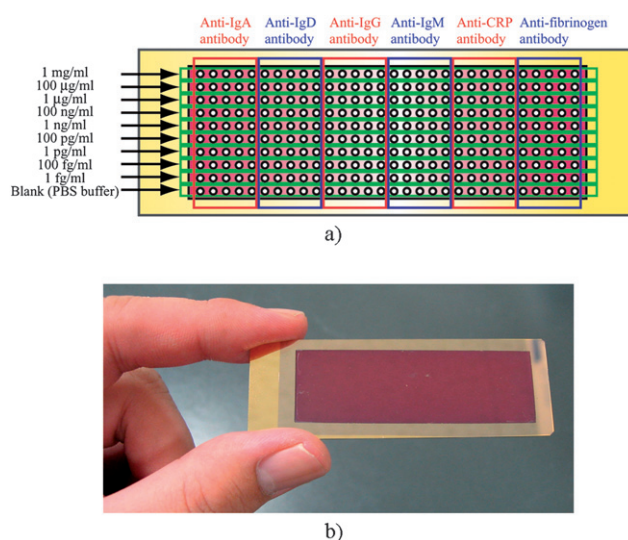 Anti-IgA Anti-IgD Anti-IgG Anti-IgM Anti-CRP Anti-fibrinogen
antibody antibody antibody antibody antibody antibody
1 mg/ml
100 µg/ml
1 µg/ml
100 ng/ml
1 ng/ml
100 pg/ml
1 pg/ml
100 fg/ml
1 fg/ml
Blank (PBS buffer)
a)
b)